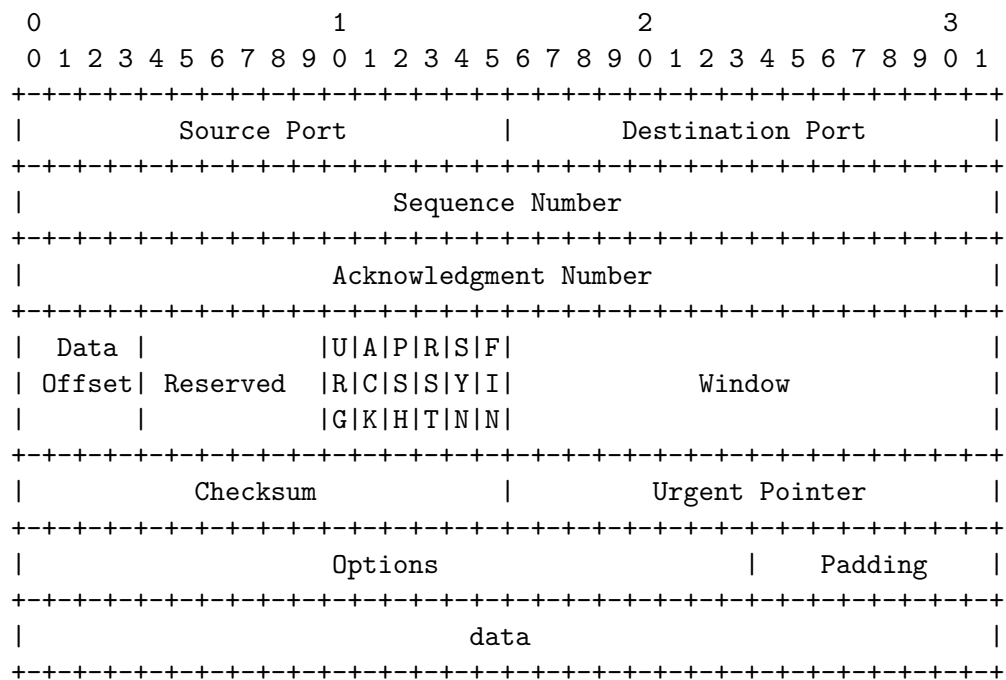 0                   1                   2                   3
 0 1 2 3 4 5 6 7 8 9 0 1 2 3 4 5 6 7 8 9 0 1 2 3 4 5 6 7 8 9 0 1
+-+-+-+-+-+-+-+-+-+-+-+-+-+-+-+-+-+-+-+-+-+-+-+-+-+-+-+-+-+-+-+-+
|          Source Port          |       Destination Port        |
+-+-+-+-+-+-+-+-+-+-+-+-+-+-+-+-+-+-+-+-+-+-+-+-+-+-+-+-+-+-+-+-+
|                        Sequence Number                        |
+-+-+-+-+-+-+-+-+-+-+-+-+-+-+-+-+-+-+-+-+-+-+-+-+-+-+-+-+-+-+-+-+
|                    Acknowledgment Number                      |
+-+-+-+-+-+-+-+-+-+-+-+-+-+-+-+-+-+-+-+-+-+-+-+-+-+-+-+-+-+-+-+-+
|  Data |           |U|A|P|R|S|F|                               |
| Offset| Reserved  |R|C|S|S|Y|I|            Window             |
|       |           |G|K|H|T|N|N|                               |
+-+-+-+-+-+-+-+-+-+-+-+-+-+-+-+-+-+-+-+-+-+-+-+-+-+-+-+-+-+-+-+-+
|           Checksum            |         Urgent Pointer        |
+-+-+-+-+-+-+-+-+-+-+-+-+-+-+-+-+-+-+-+-+-+-+-+-+-+-+-+-+-+-+-+-+
|                    Options                    |    Padding    |
+-+-+-+-+-+-+-+-+-+-+-+-+-+-+-+-+-+-+-+-+-+-+-+-+-+-+-+-+-+-+-+-+
|                             data                              |
+-+-+-+-+-+-+-+-+-+-+-+-+-+-+-+-+-+-+-+-+-+-+-+-+-+-+-+-+-+-+-+-+